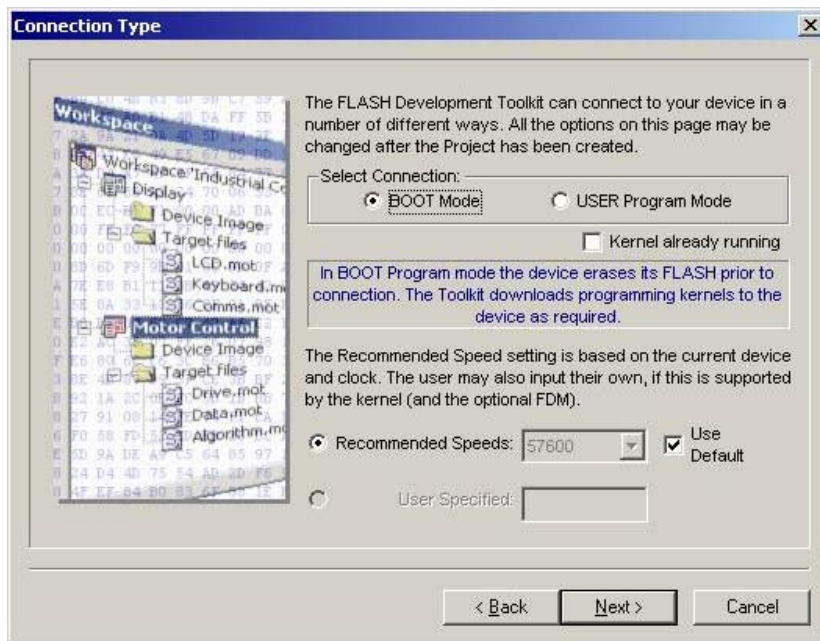 Connection Type
Workspace
Workspace 'Industrial Co
Display
Device Image
Target files
LCD.mot
Keyboard.m
Comms.mot
Motor Control
Device Image
Target files
Drive.mot
Data.mot
Algorithm.mo
The FLASH Development Toolkit can connect to your device in a
number of different ways. All the options on this page may be
changed after the Project has been created.
Select Connection:
BOOT Mode
USER Program Mode
Kernel already running
In BOOT Program mode the device erases its FLASH prior to
connection. The Toolkit downloads programming kernels to the
device as required.
The Recommended Speed setting is based on the current device
and clock. The user may also input their own, if this is supported
by the kernel (and the optional FDM).
Recommended Speeds:
57600
Use
Default
User Specified:
< Back
Next >
Cancel